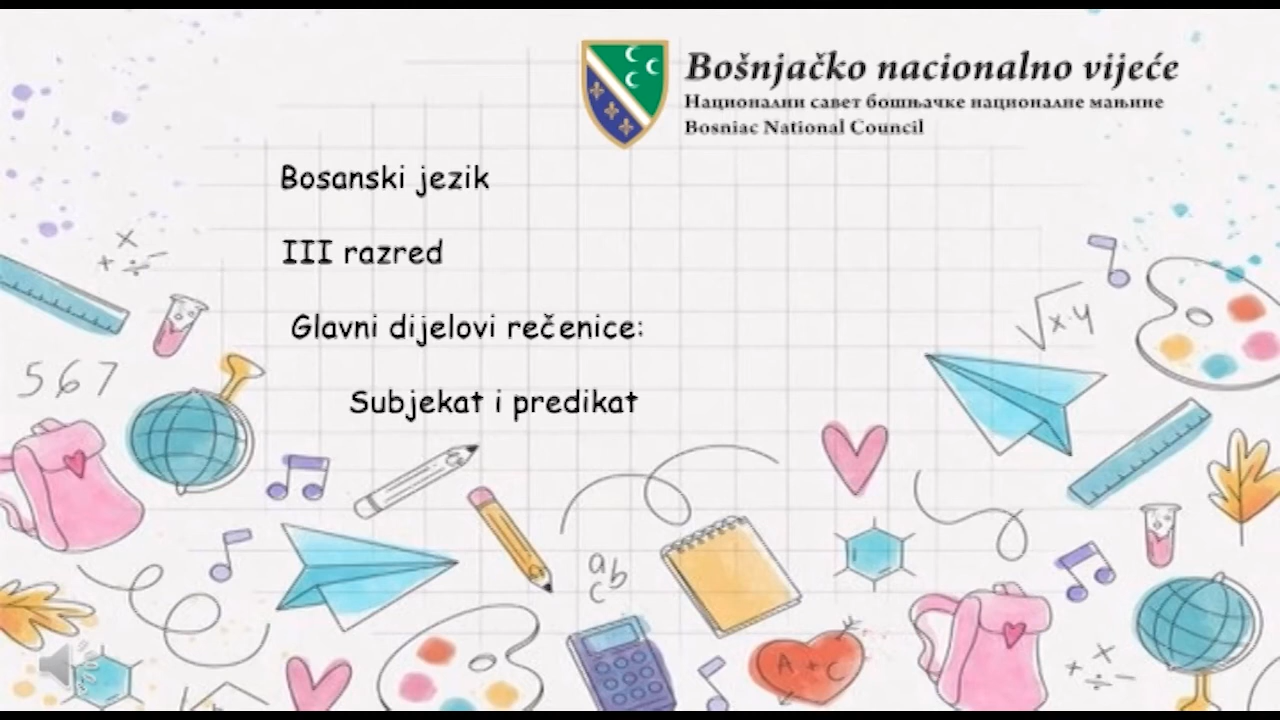 Bošnjačko nacionalno vijeće
Национални савет бошњачке националне мањине
Bosniac National Council
Bosanski jezik
III razred
Glavni dijelovi rečenice:
Subjekat i predikat
567
√x·y
ab
c
A+C